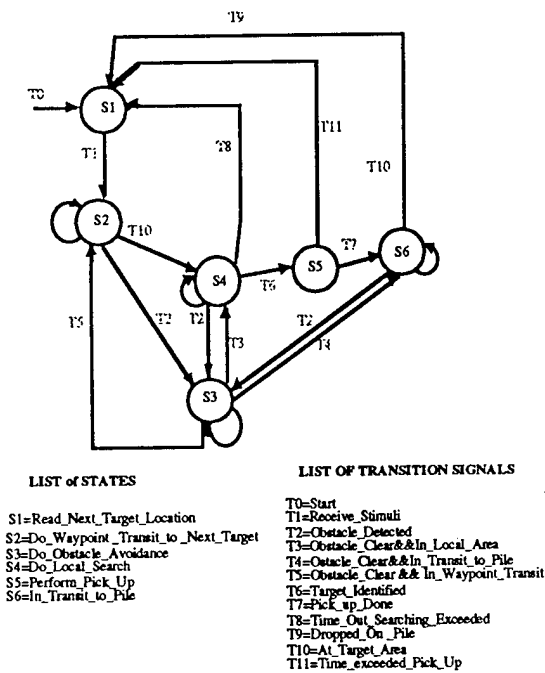 T9
T0
S1
T11
T8
T1
T10
S2
T10
T7
S6
S4
S5
T6
T2
T5
T2
T2
T3
T4
S3
LIST of STATES
S1=Read_Next_Target_Location
S2=Do_Waypoint_Transit_to_Next_Target
S3=Do_Obstacle_Avoidance
S4=Do_Local_Search
S5=Perform_Pick_Up
S6=In_Transit_to_Pile
LIST OF TRANSITION SIGNALS
T0=Start
T1=Receive_Stimuli
T2=Obstacle_Detected
T3=Obstacle_Clear&&In_Local_Area
T4=Ostacle_Clear&&In_Transit_to_Pile
T5=Obstacle_Clear && In_Waypoint_Transit
T6=Target_Identified
T7=Pick_up_Done
T8=Time_Out_Searching_Exceeded
T9=Dropped_On_Pile
T10=At_Target_Area
T11=Time_exceeded_Pick_Up